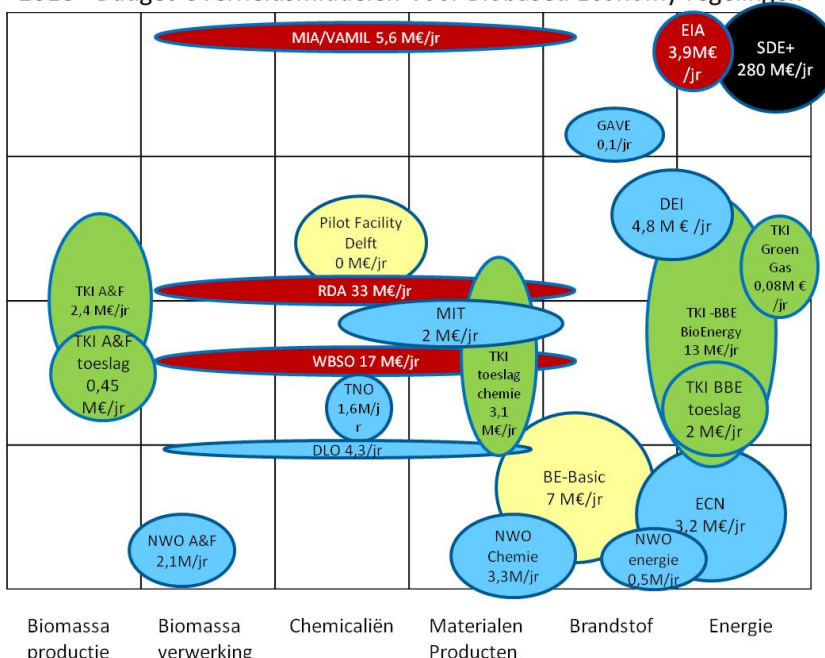 2013 - Budget Overheidsmiddelen voor Biobased Economy regelingen
MIA/VAMIL 5,6 M€/jr
EIA
3,9M€
/jr
SDE+
280 M€/jr
GAVE
0,1/jr
DEI
4,8 M € /jr
Pilot Facility
Delft
0 M€/jr
TKI
Groen
Gas
0,08M €
/jr
TKI A&F
2,4 M€/jr
RDA 33 M€/jr
MIT
2 M€/jr
TKI -BBE
BioEnergy
13 M€/jr
TKI A&F
toeslag
0,45
M€/jr
WBSO 17 M€/jr
TKI
toeslag
chemie
3,1
M€/jr
TNO
1,6M/j
r
TKI BBE
toeslag
2 M€/jr
DLO 4,3/jr
BE-Basic
7 M€/jr
ECN
3,2 M€/jr
NWO A&F
2,1M/jr
NWO
Chemie
3,3M/jr
NWO
energie
0,5M/jr
Biomassa
productie
Biomassa
verwerking
Chemicaliën
Materialen
Producten
Brandstof
Energie